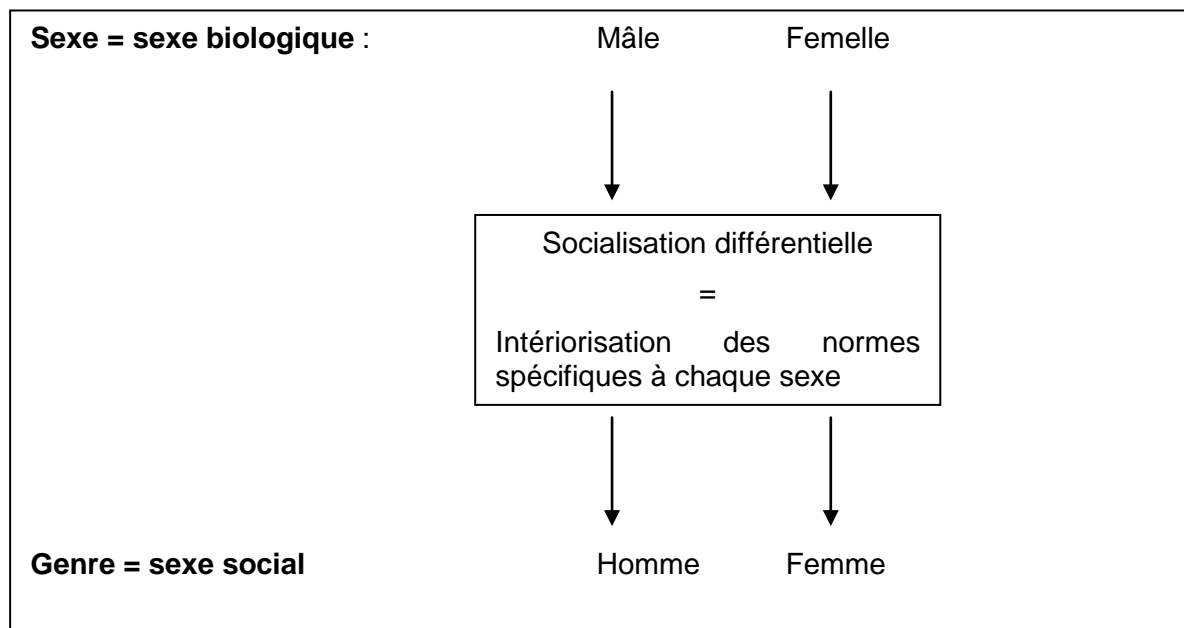 Sexe = sexe biologique : Mâle Femelle
Socialisation différentielle
=
Intériorisation des normes
spécifiques à chaque sexe
Genre = sexe social Homme Femme